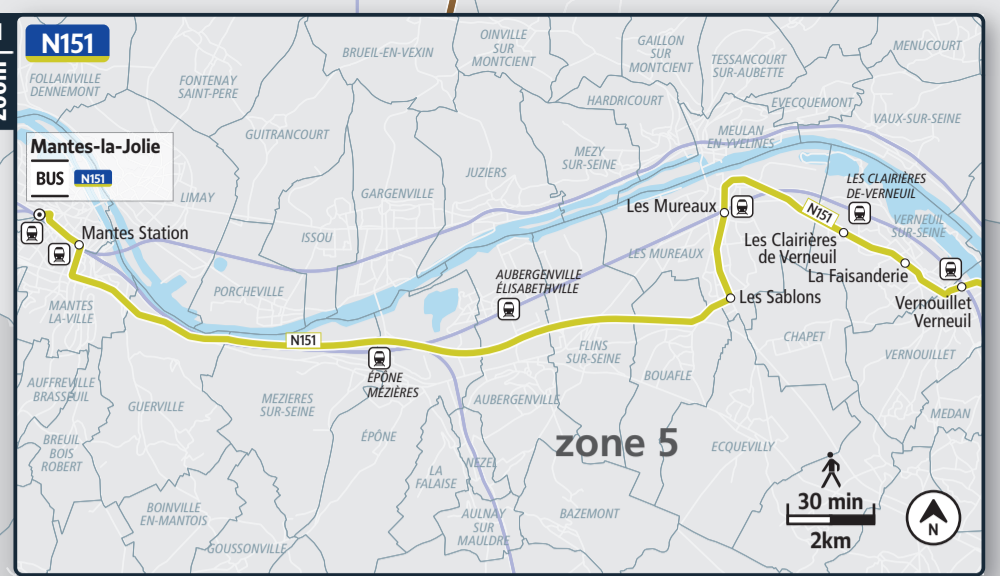 N151
BRUEIL-EN-VEXIN
OINVILLE
SUR
MONTCIENT
GAILLON
SUR
MONTCIENT
TESSANCOURT
SUR-AUBETTE
MENUCOURT
FOLLAINVILLE
DENNEMONT
FONTENAY
SAINT-PERE
HARDRICOURT
EVECQUEMONT
VAUX-SUR-SEINE
GUITRANCOURT
MEULAN
EN-YVELINES
Mantes-la-Jolie
BUS N151
MEZY
SUR-SEINE
JUZIERS
LIMAY
GARGENVILLE
LES CLAIRIÈRES
DE-VERNEUIL
Les Mureaux
N151
VERNEUIL
SUR-SEINE
Mantes Station
ISSOU
Les Clairières
de Verneuil
LES MUREAUX
La Faisanderie
AUBERGENVILLE
ÉLISABETHVILLE
PORCHEVILLE
Les Sablons
Vernouillet
Verneuil
MANTES
LA-VILLE
N151
CHAPET
FLINS
SUR-SEINE
VERNOUILLET
ÉPÔNE
MÉZIÈRES
BOUAFLE
AUFFREVILLE
BRASSEUIL
GUERVILLE
MEZIERES
SUR-SEINE
AUBERGENVILLE
MEDAN
ÉPÔNE
zone 5
ECQUEVILLY
BREUIL
BOIS
ROBERT
LA
FALAISE
NEZEL
BOINVILLE
EN-MANTOIS
AULNAY
SUR
MAULDRE
BAZEMONT
30 min
2km
N
GOUSSONVILLE